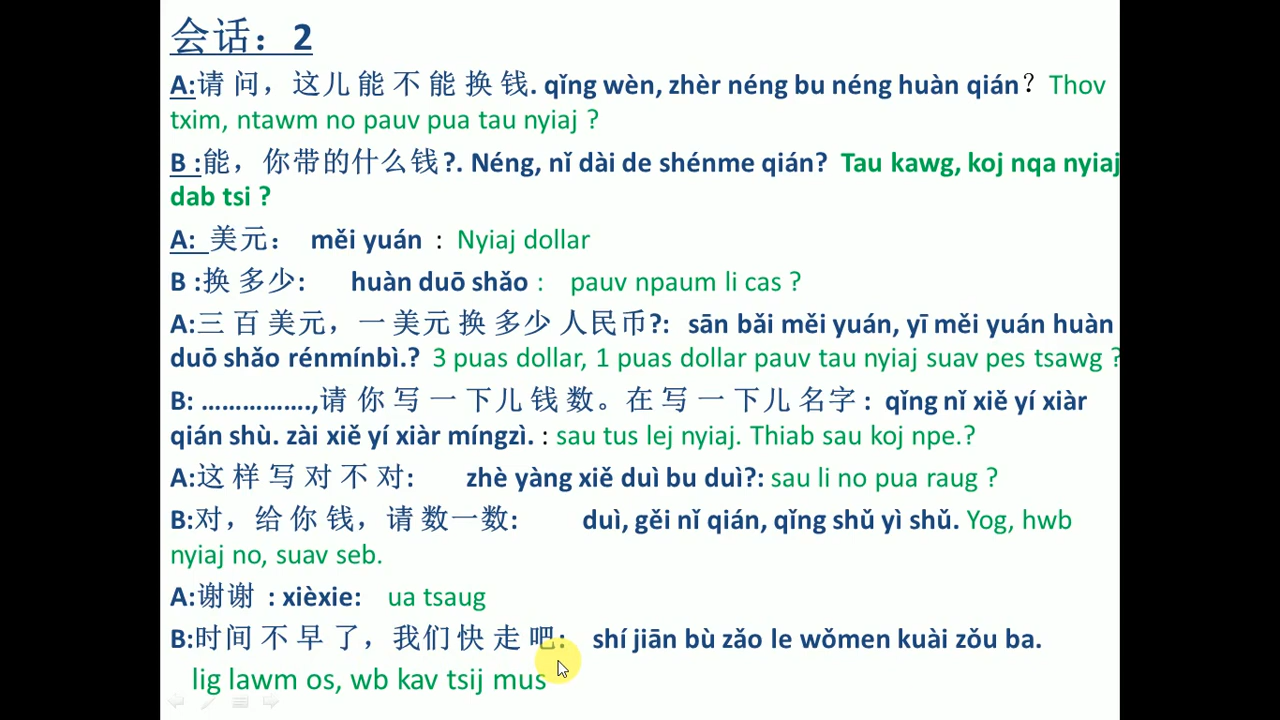 会话：2
A:请 问，这儿 能 不 能 换 钱. qǐng wèn, zhèr néng bu néng huàn qián？ Thov
txim, ntawm no pauv pua tau nyiaj ?
B :能，你带的什么钱?. Néng, nǐ dài de shénme qián? Tau kawg, koj nqa nyiaj
dab tsi ?
A: 美元： měi yuán : Nyiaj dollar
B :换 多少: huàn duō shǎo : pauv npaum li cas ?
A:三 百 美元，一 美元 换 多少 人民币?: sān bǎi měi yuán, yī měi yuán huàn
duō shǎo rénmínbì.? 3 puas dollar, 1 puas dollar pauv tau nyiaj suav pes tsawg ?
B: …………….,请 你 写 一 下儿 钱 数。在 写 一 下儿 名字 : qǐng nǐ xiě yí xiàr
qián shù. zài xiě yí xiàr míngzì. : sau tus lej nyiaj. Thiab sau koj npe.?
A:这 样 写 对 不 对: zhè yàng xiě duì bu duì?: sau li no pua raug ?
B:对，给 你 钱，请 数一数: duì, gěi nǐ qián, qǐng shǔ yì shǔ. Yog, hwb
nyiaj no, suav seb.
A:谢谢 : xièxie: ua tsaug
B:时间 不 早 了，我们 快 走 吧: shí jiān bù zǎo le wǒmen kuài zǒu ba.
lig lawm os, wb kav tsij mus